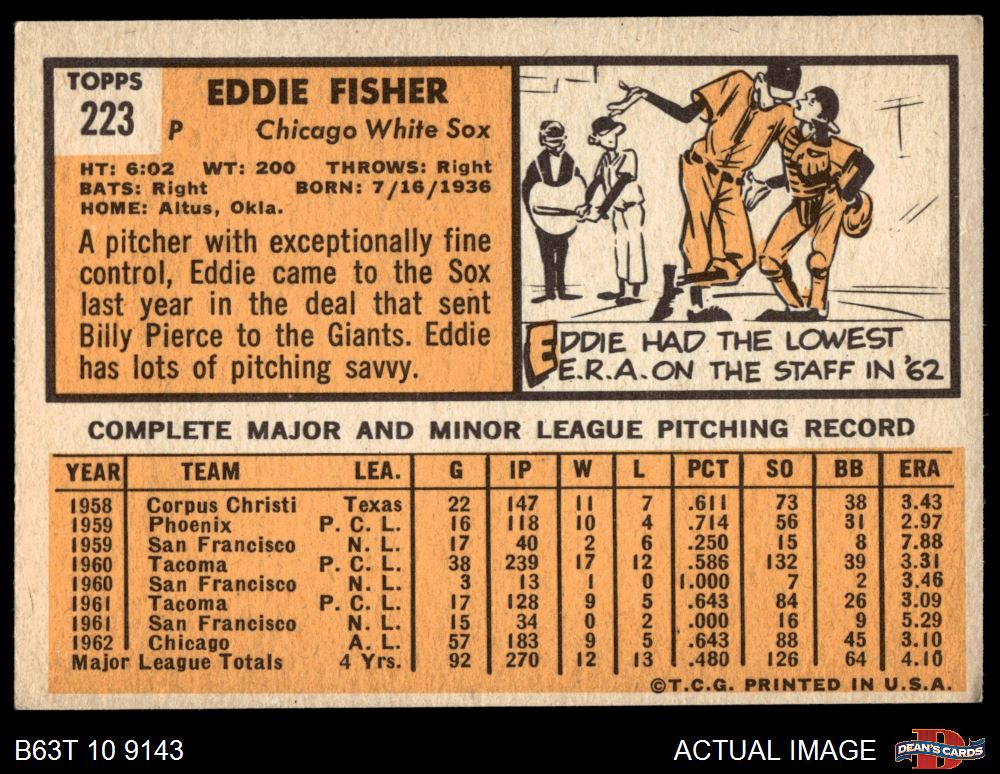 TOPPS
223
EDDIE FISHER
P Chicago White Sox
HT: 6:02 WT: 200 THROWS: Right
BATS: Right BORN: 7/16/1936
HOME: Altus, Okla.
A pitcher with exceptionally fine
control, Eddie came to the Sox
last year in the deal that sent
Billy Pierce to the Giants. Eddie
has lots of pitching savvy.
EDDIE HAD THE LOWEST
E.R.A. ON THE STAFF IN '62
COMPLETE MAJOR AND MINOR LEAGUE PITCHING RECORD
YEAR TEAM LEA. G IP W L PCT SO BB ERA
1958 Corpus Christi Texas 22 147 11 7 .611 73 38 3.43
1959 Phoenix P. C. L. 16 118 10 4 .714 56 31 2.97
1959 San Francisco N. L. 17 40 2 6 .250 15 8 7.88
1960 Tacoma P. C. L. 38 239 17 12 .586 132 39 3.31
1960 San Francisco N. L. 3 13 1 0 1.000 7 2 3.46
1961 Tacoma P. C. L. 17 128 9 5 .643 84 26 3.09
1961 San Francisco N. L. 15 34 0 2 .000 16 9 5.29
1962 Chicago A. L. 57 183 9 5 .643 88 45 3.10
Major League Totals 4 Yrs. 92 270 12 13 .480 126 64 4.10
©T.C.G. PRINTED IN U.S.A.
B63T 10 9143
ACTUAL IMAGE
D
DEAN'S CARDS